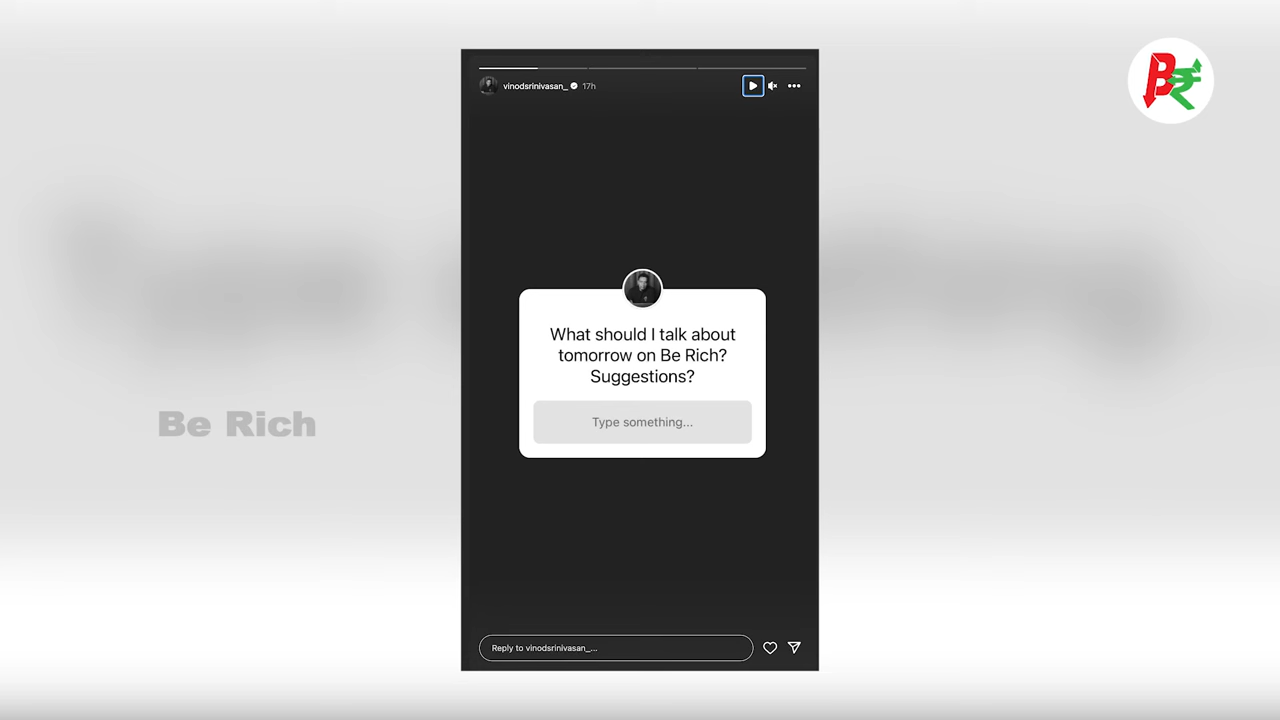 vinodsrinivasan_ 17h
What should I talk about
tomorrow on Be Rich?
Suggestions?
Type something...
Be Rich
Reply to vinodsrinivasan_...
B₹